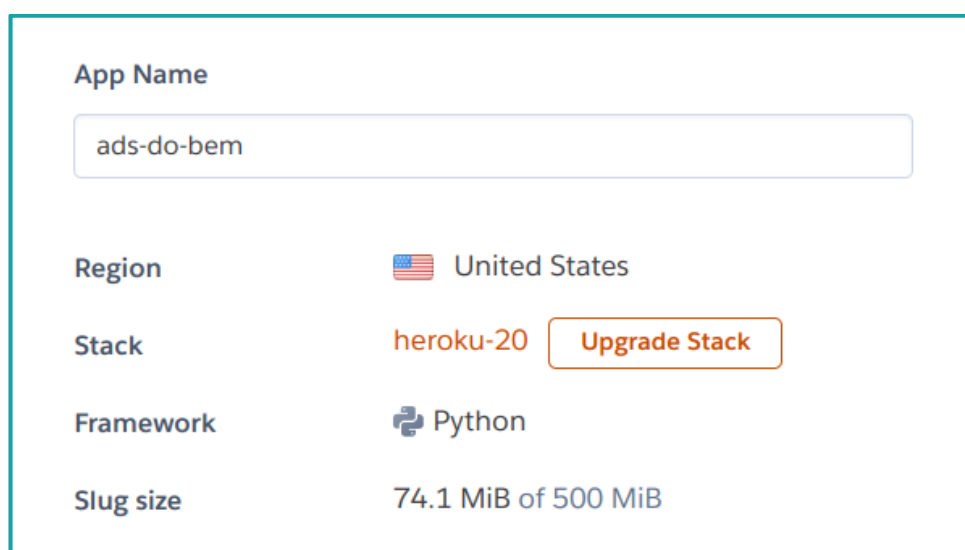 App Name
ads-do-bem
Region United States
Stack heroku-20 Upgrade Stack
Framework Python
Slug size 74.1 MiB of 500 MiB